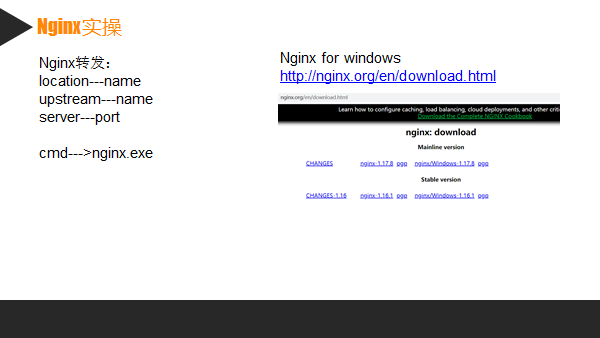 Nginx实操
Nginx转发：
location---name
upstream---name
server---port
cmd--->nginx.exe
Nginx for windows
http://nginx.org/en/download.html
nginx.org/en/download.html
Learn how to configure caching, load balancing, cloud deployments, and other criti
Download the Complete NGINX Cookbook
nginx: download
Mainline version
CHANGES nginx-1.17.8 pgp nginx/Windows-1.17.8 pgp
Stable version
CHANGES-1.16 nginx-1.16.1 pgp nginx/Windows-1.16.1 pgp